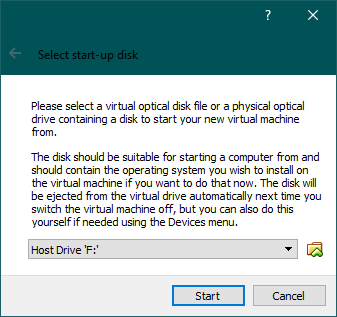 ?
Select start-up disk
Please select a virtual optical disk file or a physical optical
drive containing a disk to start your new virtual machine
from.
The disk should be suitable for starting a computer from and
should contain the operating system you wish to install on
the virtual machine if you want to do that now. The disk will
be ejected from the virtual drive automatically next time you
switch the virtual machine off, but you can also do this
yourself if needed using the Devices menu.
Host Drive 'F:'
Start Cancel